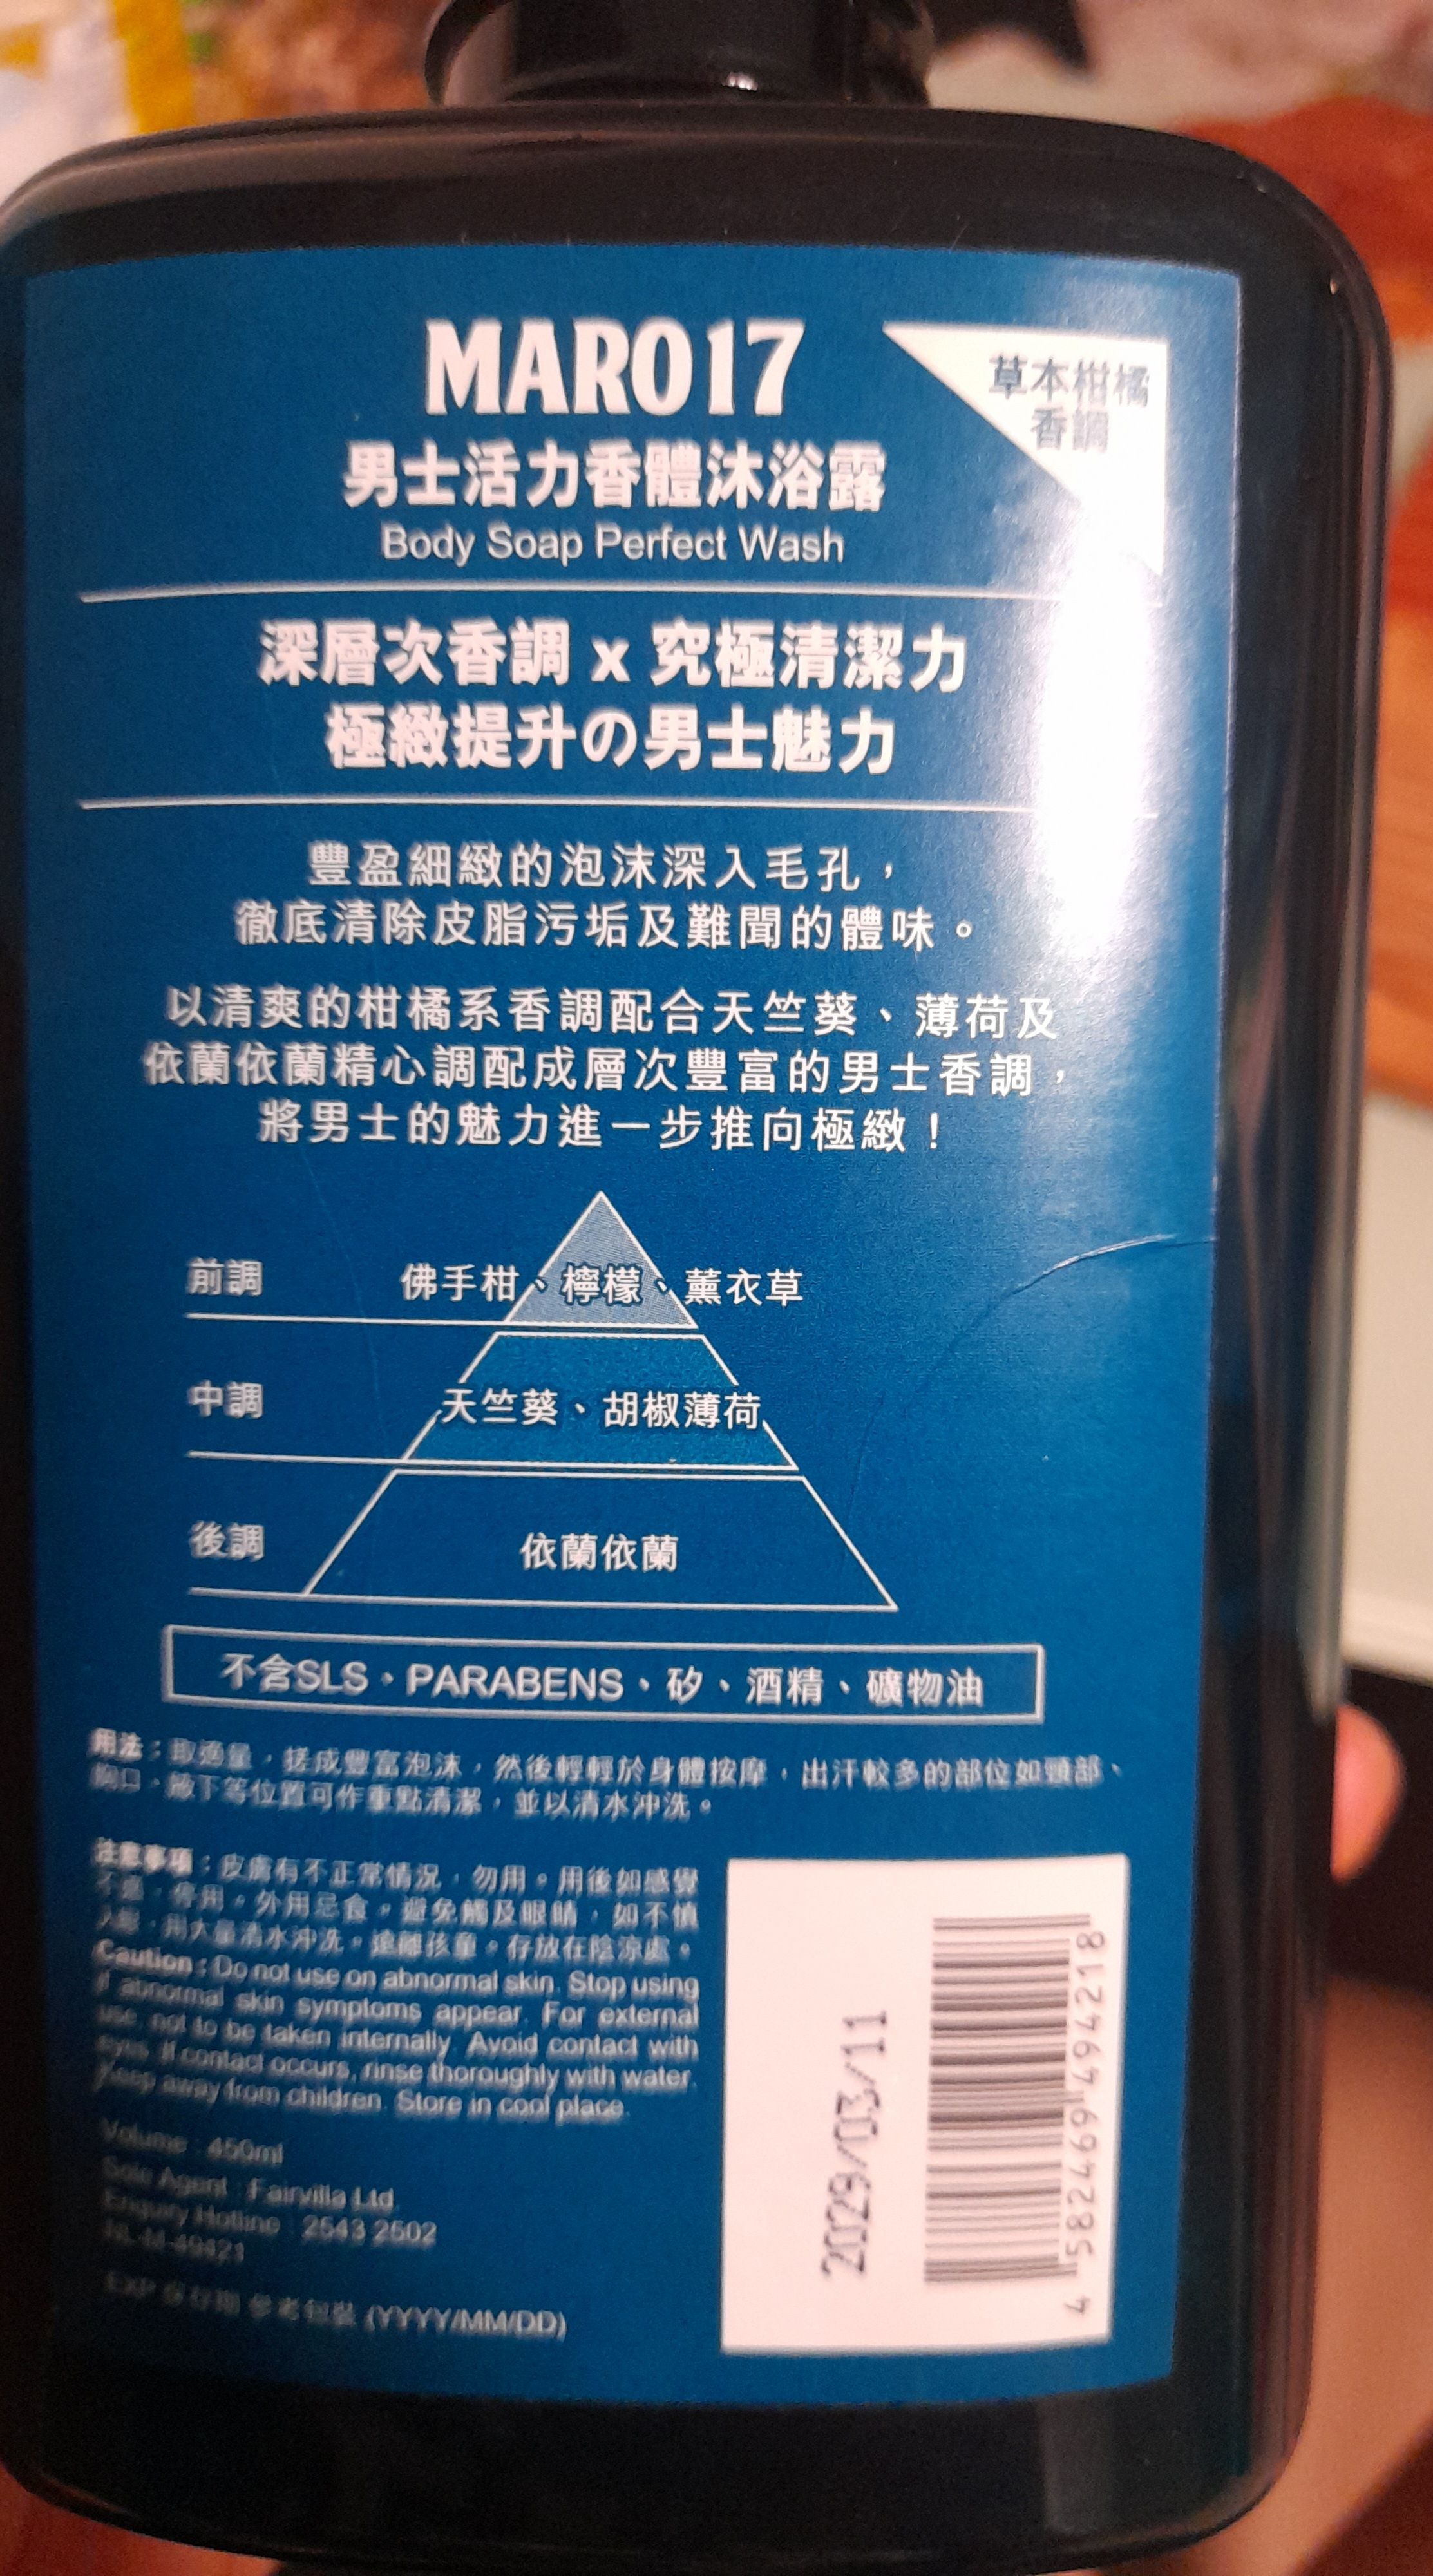 MARO17
草本柑橘
香調
男士活力香體沐浴露
Body Soap Perfect Wash
深層次香調 x 究極清潔力
極緻提升の男士魅力
豐盈細緻的泡沫深入毛孔，
徹底清除皮脂污垢及難聞的體味。
以清爽的柑橘系香調配合天竺葵、薄荷及
依蘭依蘭精心調配成層次豐富的男士香調，
將男士的魅力進一步推向極緻！
前調 佛手柑、檸檬、薰衣草
中調 天竺葵、胡椒薄荷
後調 依蘭依蘭
不含SLS、PARABENS、矽、酒精、礦物油
用法：取適量，搓成豐富泡沫，然後輕輕於身體按摩，出汗較多的部位如頸部、
胸口、腋下等位置可作重點清潔，並以清水沖洗。
注意事項：皮膚有不正常情況，勿用。用後如感覺
不適，停用。外用忌食。避免觸及眼睛，如不慎
入眼，用大量清水沖洗。遠離孩童。存放在陰涼處。
Caution : Do not use on abnormal skin. Stop using
if abnormal skin symptoms appear. For external
use, not to be taken internally. Avoid contact with
eyes. If contact occurs, rinse thoroughly with water.
Keep away from children. Store in cool place.
Volume : 450ml
Sole Agent : Fairvilla Ltd.
Enquiry Hotline : 2543 2502
NL-M-49421
EXP 保存期 參考包裝 (YYYY/MM/DD)
2029/03/11
4 582469 494218